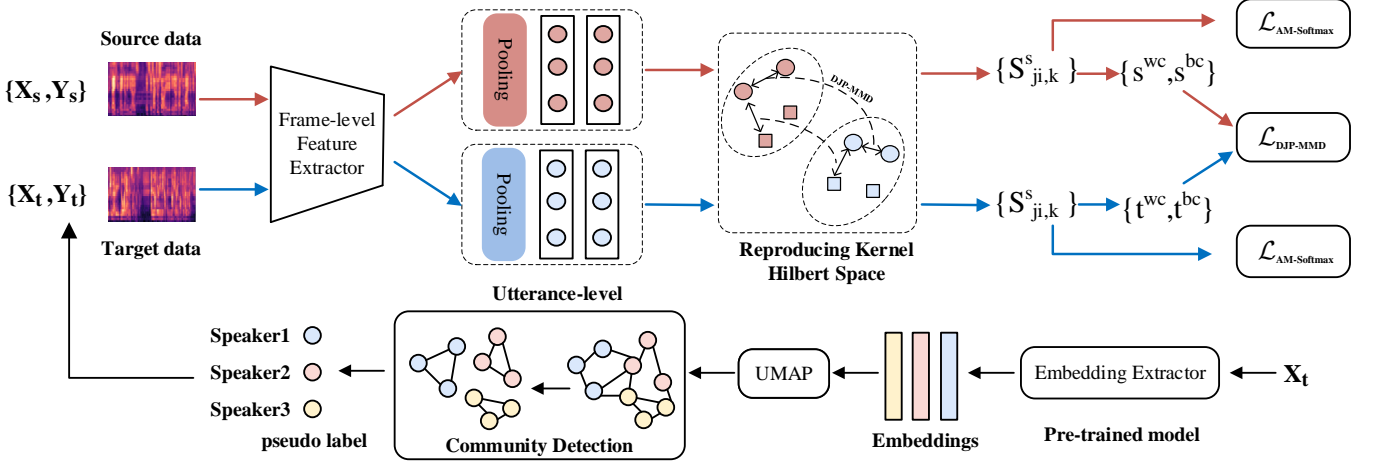 Source data
{X_s,Y_s}
Frame-level
Feature
Extractor
Pooling
DJP-MMD
{S^s_ji,k}
{s^wc,s^bc}
ℒ_AM-Softmax
ℒ_DJP-MMD
{X_t,Y_t}
Target data
Pooling
{S^s_ji,k}
{t^wc,t^bc}
ℒ_AM-Softmax
Reproducing Kernel
Hilbert Space
Utterance-level
Speaker1
Speaker2
Speaker3
pseudo label
Community Detection
UMAP
Embeddings
Embedding Extractor
Pre-trained model
X_t